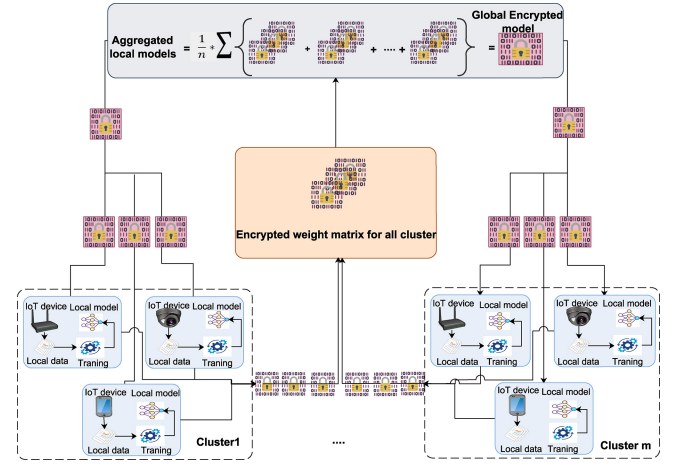 Aggregated
local models
= 1/n * ∑ { + + .... + } =
Global Encrypted
model
Encrypted weight matrix for all cluster
IoT device Local model
Local data Traning
IoT device Local model
Local data Traning
IoT device Local model
Local data Traning
Cluster1
....
IoT device Local model
Local data Traning
IoT device Local model
Local data Traning
IoT device Local model
Local data Traning
Cluster m